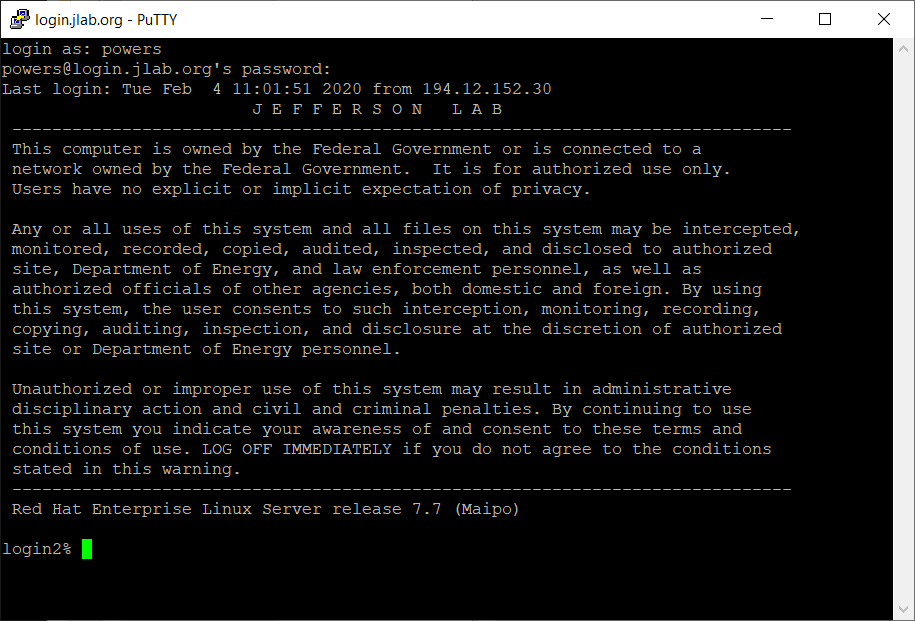 login.jlab.org - PuTTY
login as: powers
powers@login.jlab.org's password:
Last login: Tue Feb  4 11:01:51 2020 from 194.12.152.30
                         J E F F E R S O N   L A B
 ------------------------------------------------------------------------------
 This computer is owned by the Federal Government or is connected to a
 network owned by the Federal Government.  It is for authorized use only.
 Users have no explicit or implicit expectation of privacy.

 Any or all uses of this system and all files on this system may be intercepted,
 monitored, recorded, copied, audited, inspected, and disclosed to authorized
 site, Department of Energy, and law enforcement personnel, as well as
 authorized officials of other agencies, both domestic and foreign. By using
 this system, the user consents to such interception, monitoring, recording,
 copying, auditing, inspection, and disclosure at the discretion of authorized
 site or Department of Energy personnel.

 Unauthorized or improper use of this system may result in administrative
 disciplinary action and civil and criminal penalties. By continuing to use
 this system you indicate your awareness of and consent to these terms and
 conditions of use. LOG OFF IMMEDIATELY if you do not agree to the conditions
 stated in this warning.
 ------------------------------------------------------------------------------
 Red Hat Enterprise Linux Server release 7.7 (Maipo)

login2%